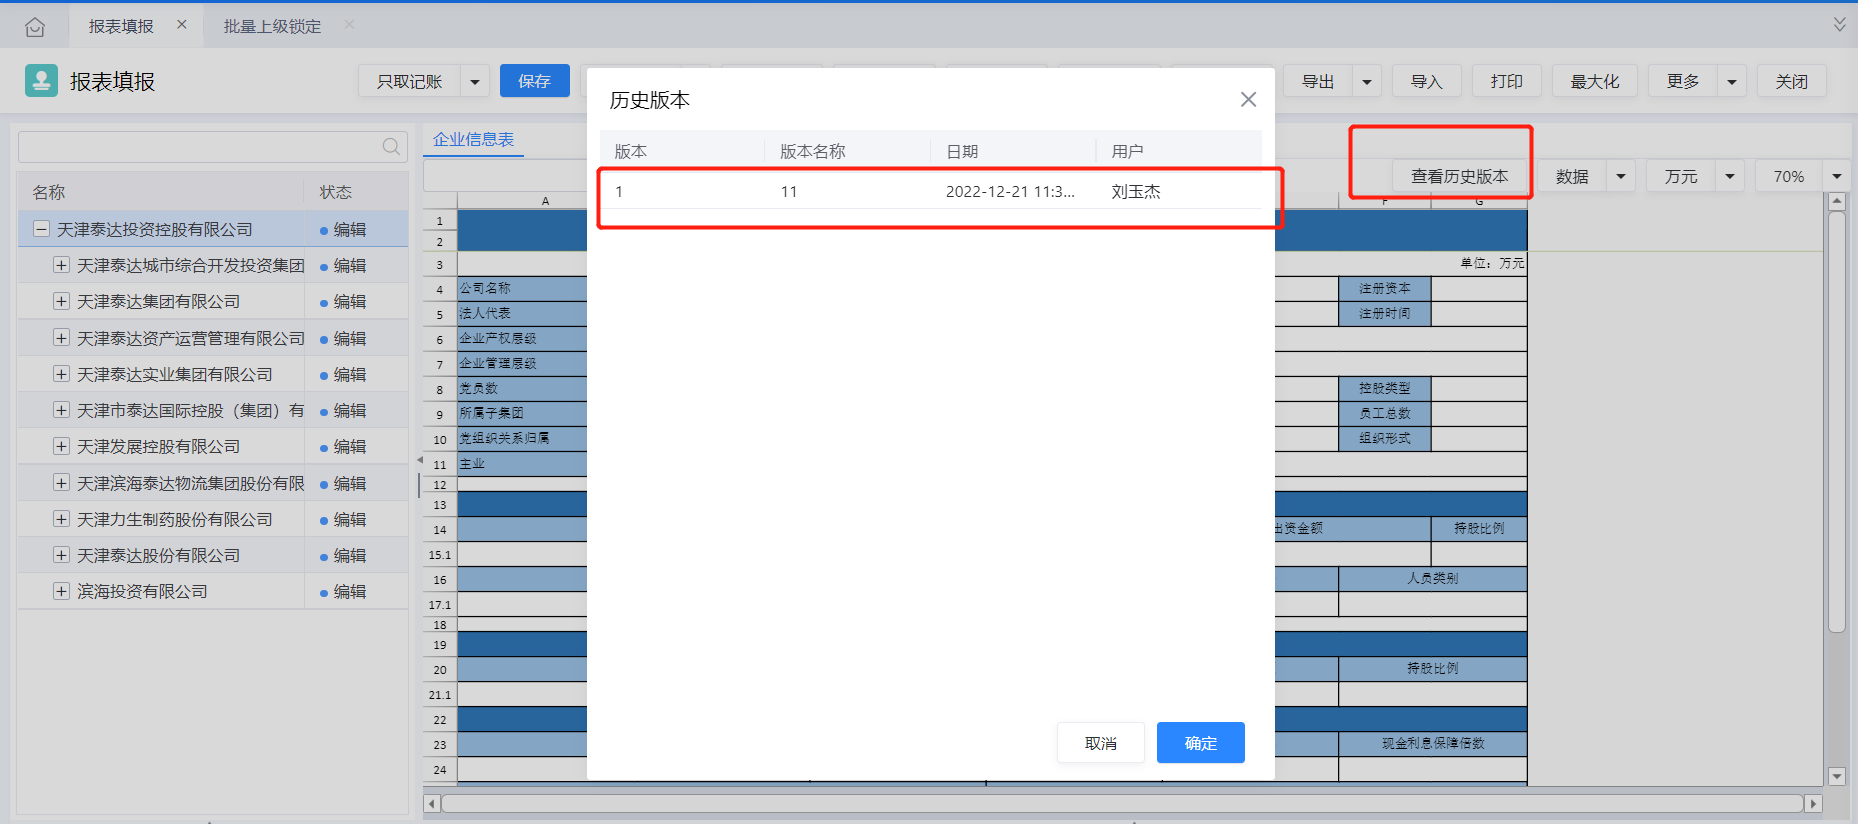 报表填报
批量上级锁定
报表填报
只取记账
保存
导出
导入
打印
最大化
更多
关闭
历史版本
版本 版本名称 日期 用户
1 11 2022-12-21 11:3... 刘玉杰
取消
确定
企业信息表
查看历史版本
数据
万元
70%
名称 状态
天津泰达投资控股有限公司 编辑
天津泰达城市综合开发投资集团 编辑
天津泰达集团有限公司 编辑
天津泰达资产运营管理有限公司 编辑
天津泰达实业集团有限公司 编辑
天津市泰达国际控股（集团）有 编辑
天津发展控股有限公司 编辑
天津滨海泰达物流集团股份有限 编辑
天津力生制药股份有限公司 编辑
天津泰达股份有限公司 编辑
滨海投资有限公司 编辑
A F G
1
2
3 单位：万元
4 公司名称 注册资本
5 法人代表 注册时间
6 企业产权层级
7 企业管理层级
8 党员数 控股类型
9 所属子集团 员工总数
10 党组织关系归属 组织形式
11 主业
12
13
14 出资金额 持股比例
15.1
16 人员类别
17.1
18
19
20 持股比例
21.1
22
23 现金利息保障倍数
24